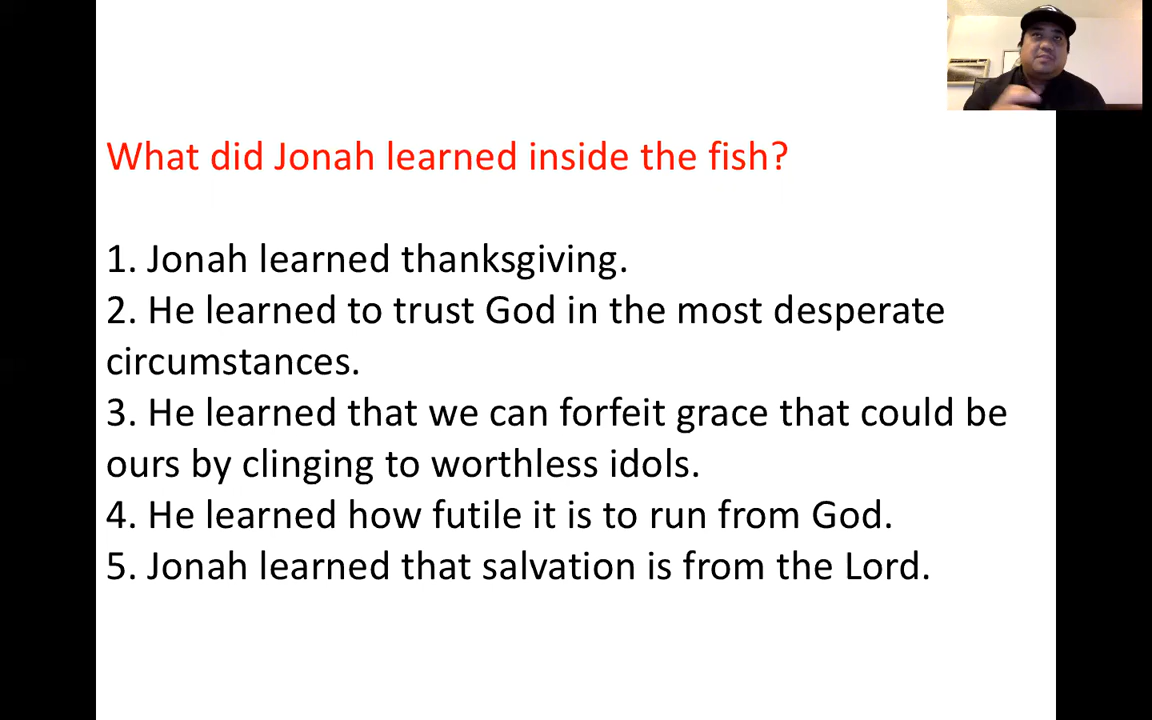 What did Jonah learned inside the fish?
1. Jonah learned thanksgiving.
2. He learned to trust God in the most desperate
circumstances.
3. He learned that we can forfeit grace that could be
ours by clinging to worthless idols.
4. He learned how futile it is to run from God.
5. Jonah learned that salvation is from the Lord.